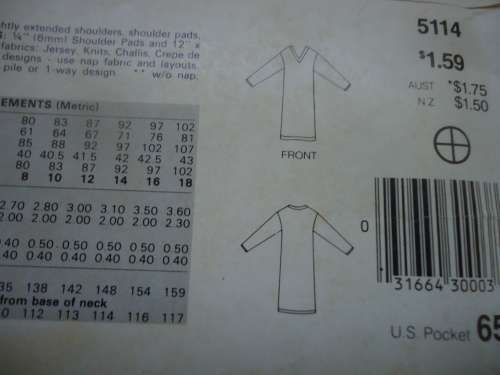 htly extended shoulders, shoulder pads,
S: ¼" (6mm) Shoulder Pads and 12" x
fabrics: Jersey, Knits, Challis, Crepe de
designs - use nap fabric and layouts.
pile or 1-way design ** w/o nap.
EMENTS (Metric)
80 83 87 92 97 102
61 64 67 71 76 81
85 88 92 97 102 107
40 40.5 41.5 42 42.5 43
80 83 87 92 97 102
8 10 12 14 16 18
2.70 2.80 3.00 3.10 3.50 3.60
2.00 2.00 2.00 2.00 2.00 2.30
0.40 0.50 0.50 0.50 0.50 0.50
0.40 0.40 0.40 0.40 0.40 0.40
35 138 142 148 154 159
from base of neck
0 112 113 114 116 117
FRONT
5114
$1.59
AUST *$1.75
NZ $1.50
0
31664 30003
U.S. Pocket 65